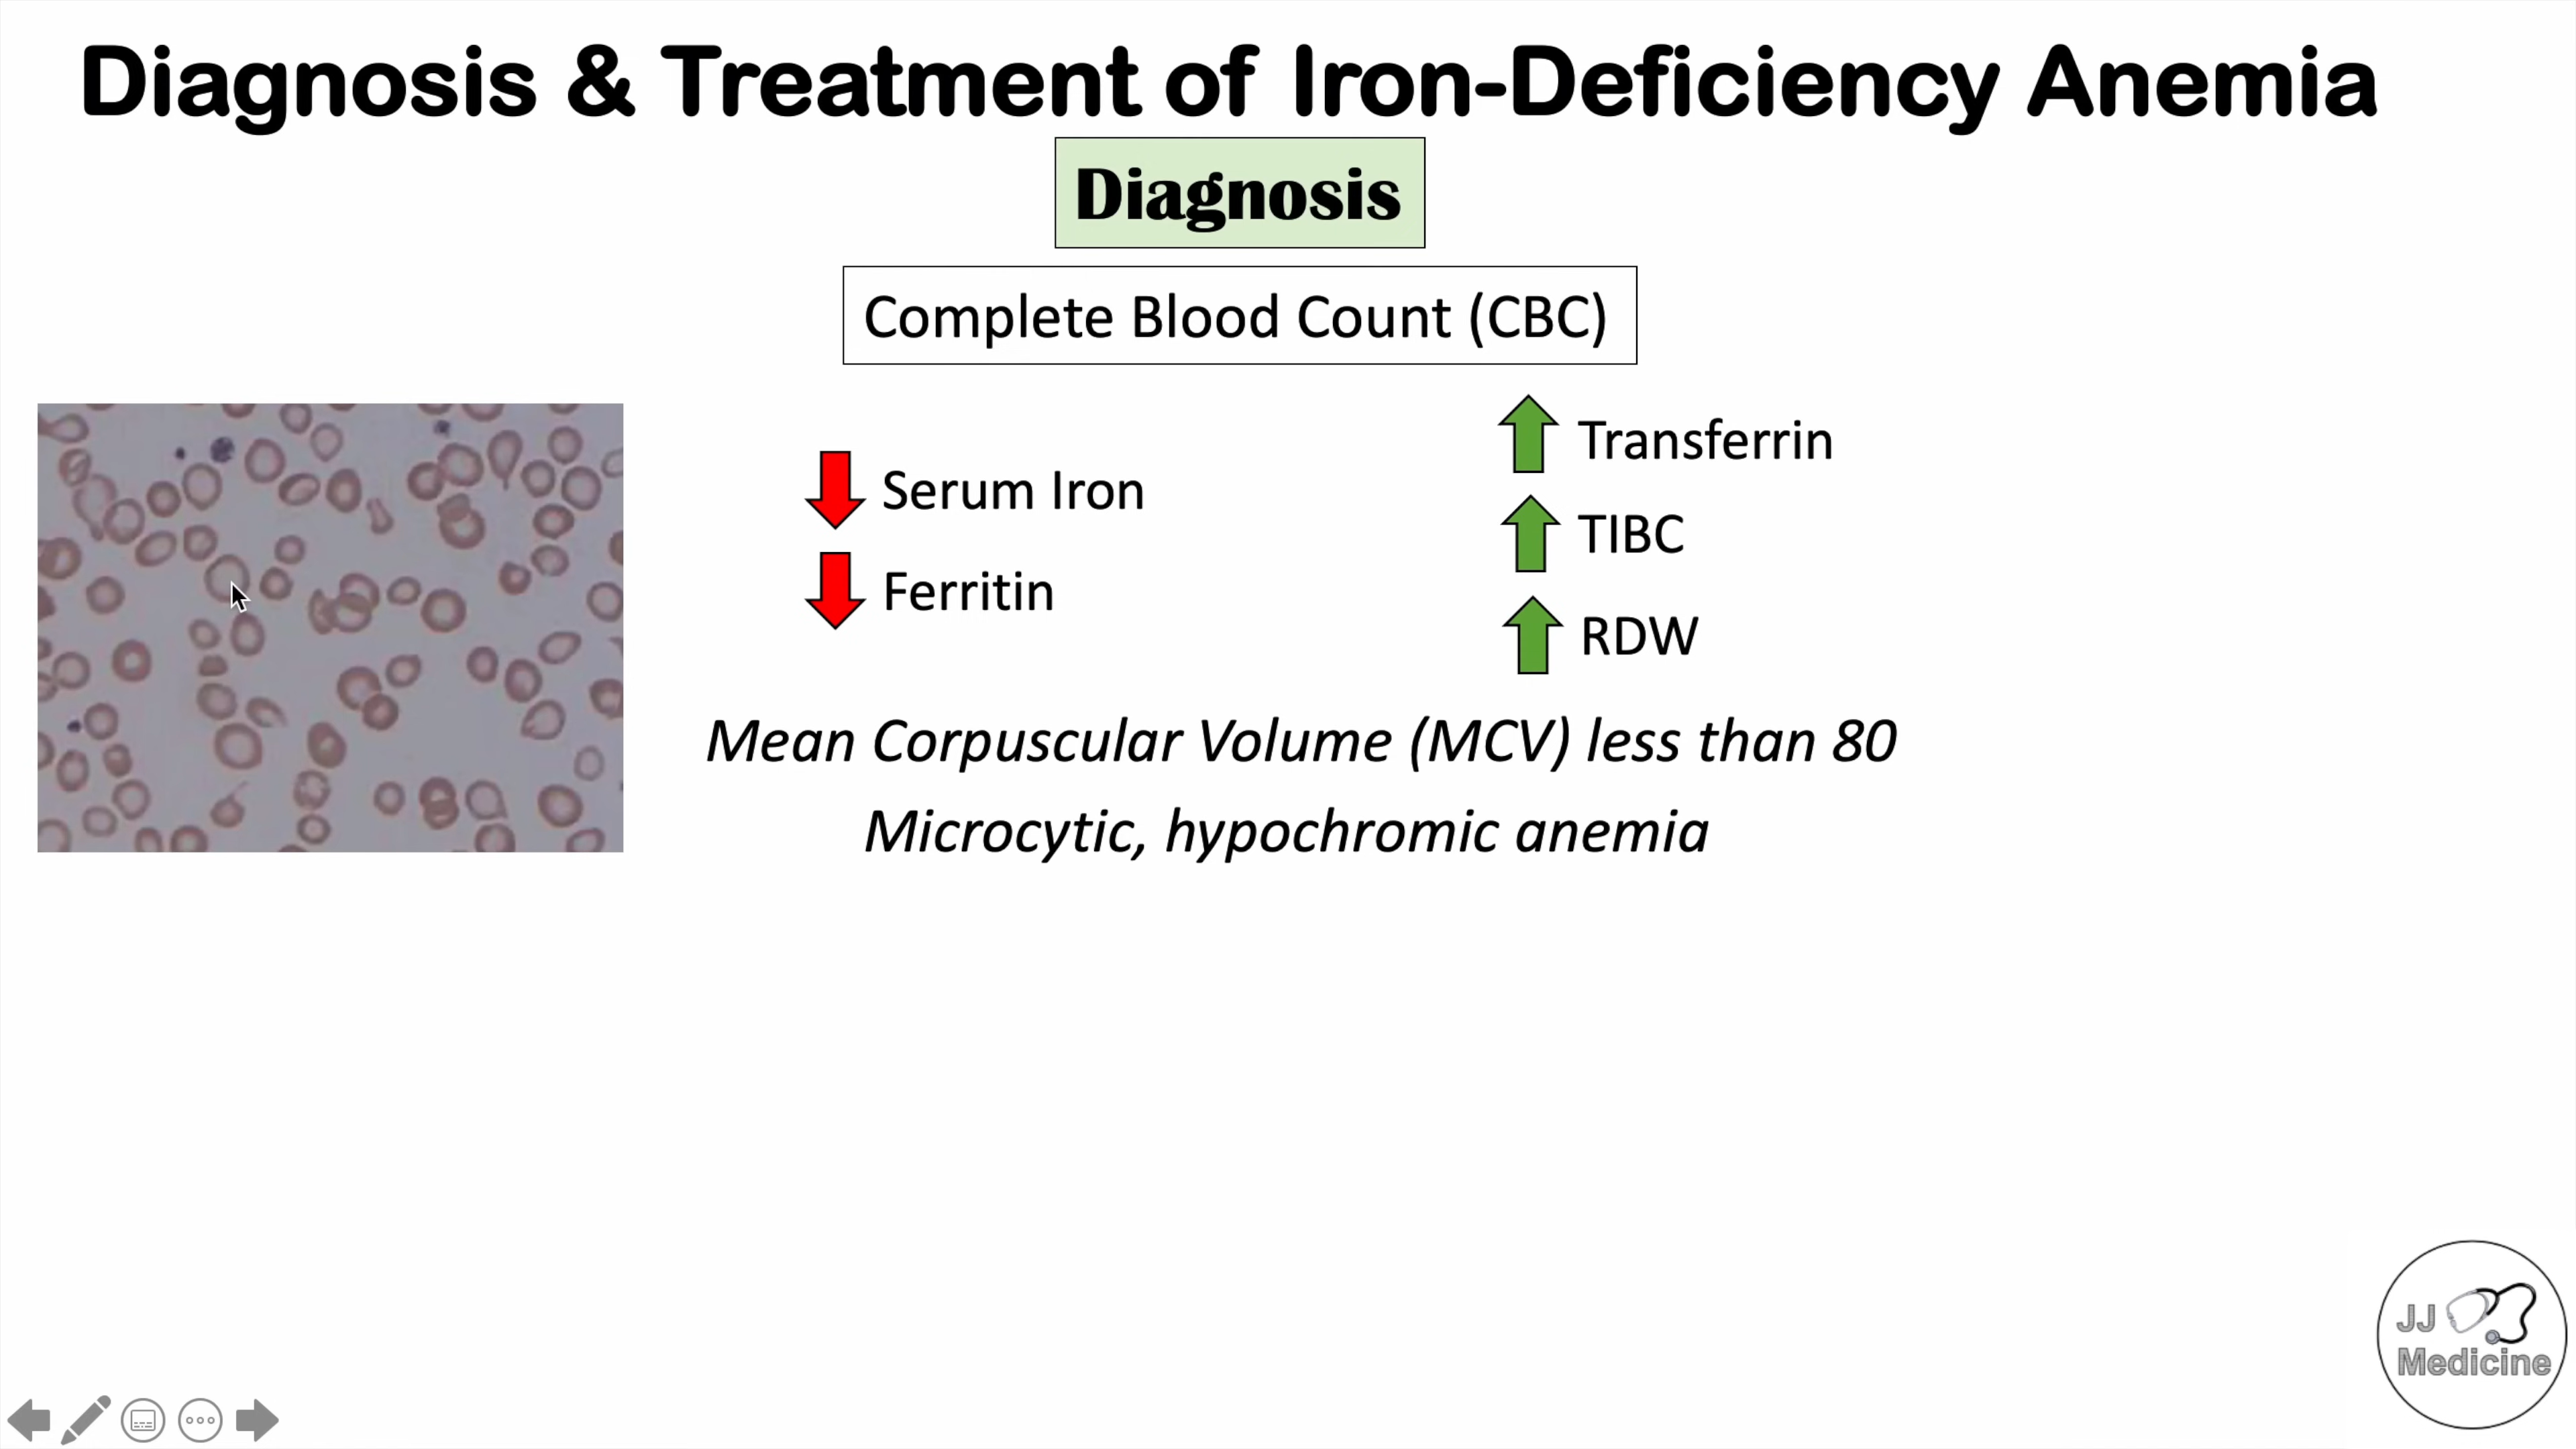 Diagnosis & Treatment of Iron-Deficiency Anemia
Diagnosis
Complete Blood Count (CBC)
Serum Iron
Ferritin
Transferrin
TIBC
RDW
Mean Corpuscular Volume (MCV) less than 80
Microcytic, hypochromic anemia
JJ
Medicine